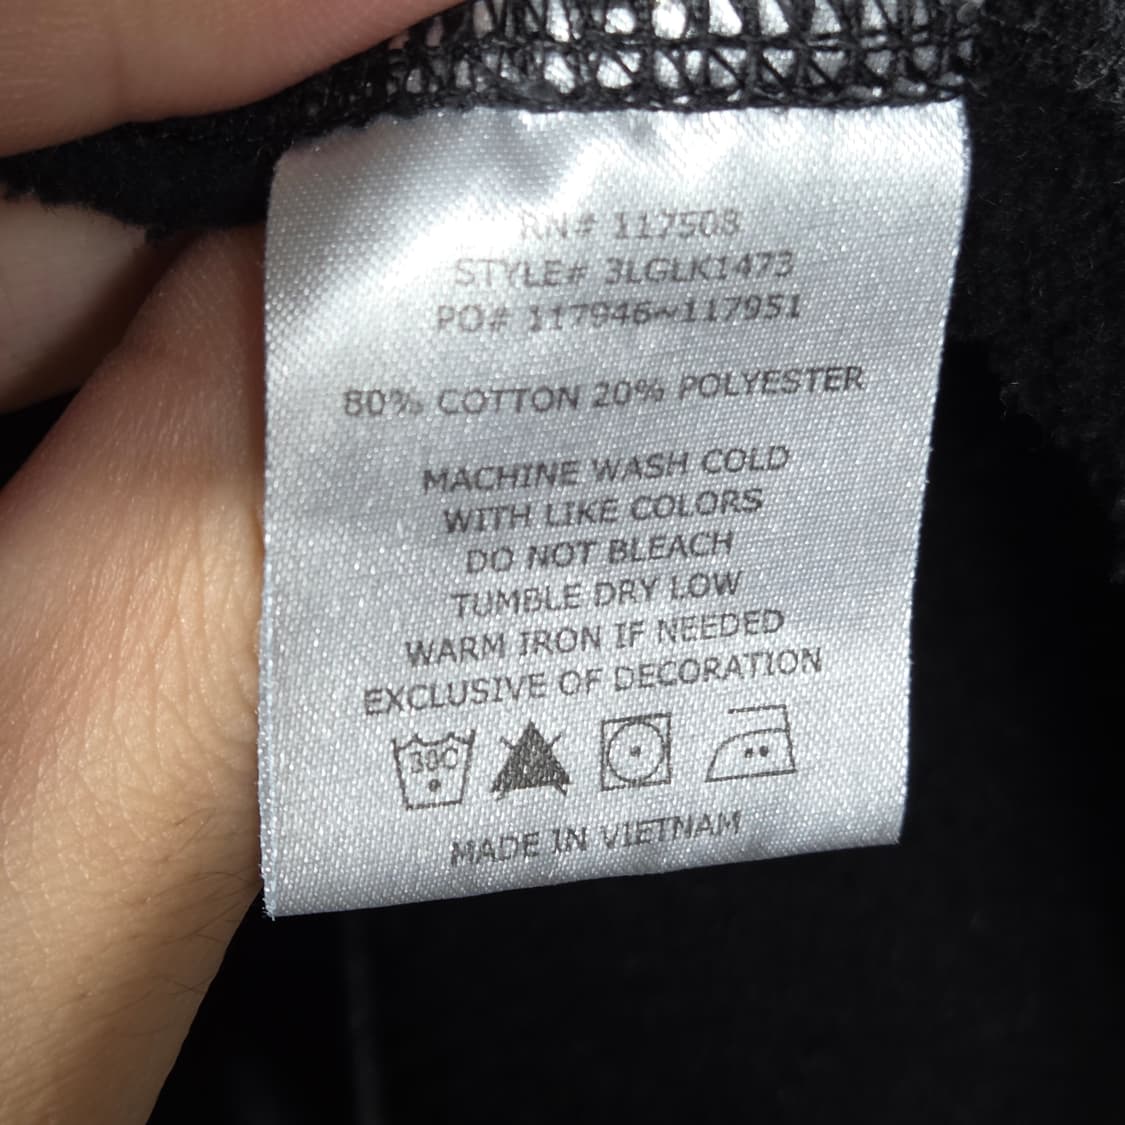 RN# 117508
STYLE# 3LGLK1473
PO# 117946~117951
80% COTTON 20% POLYESTER
MACHINE WASH COLD
WITH LIKE COLORS
DO NOT BLEACH
TUMBLE DRY LOW
WARM IRON IF NEEDED
EXCLUSIVE OF DECORATION
30C
MADE IN VIETNAM